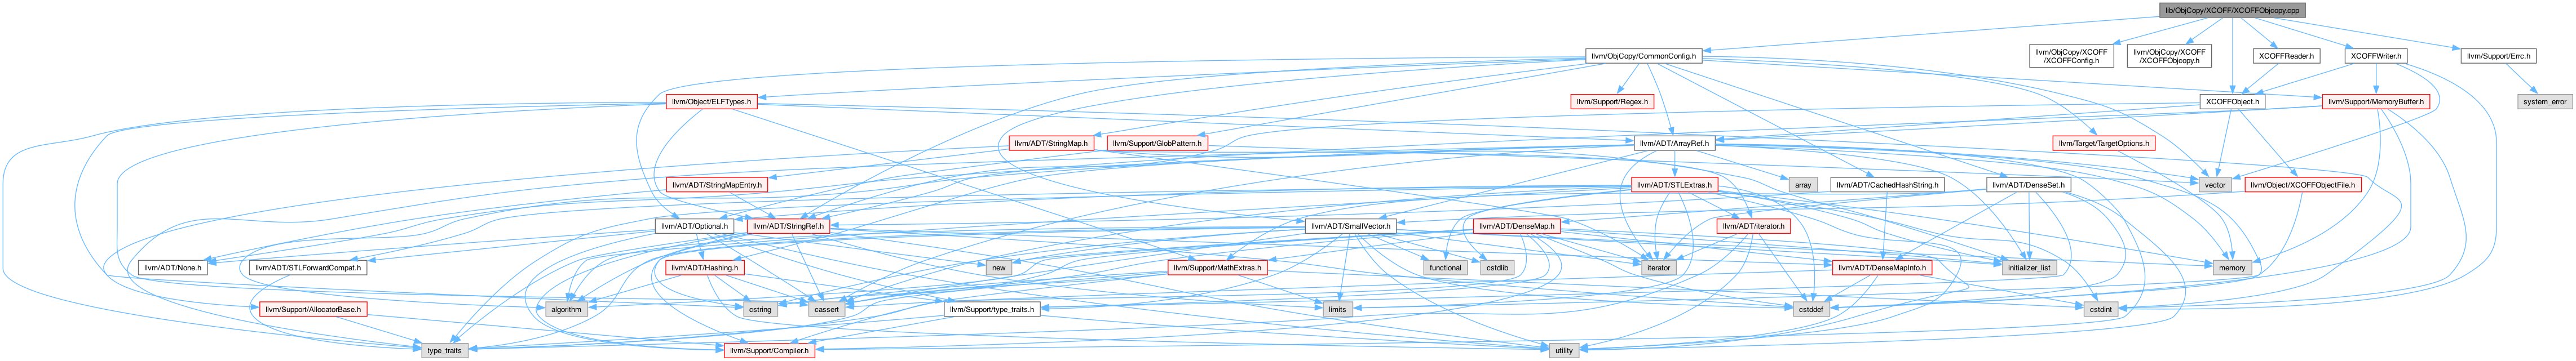 lib/ObjCopy/XCOFF/XCOFFObjcopy.cpp
llvm/ObjCopy/CommonConfig.h
llvm/ObjCopy/XCOFF
/XCOFFConfig.h
llvm/ObjCopy/XCOFF
/XCOFFObjcopy.h
XCOFFReader.h
XCOFFWriter.h
llvm/Support/Errc.h
llvm/Object/ELFTypes.h
llvm/Support/Regex.h
XCOFFObject.h
llvm/Support/MemoryBuffer.h
system_error
llvm/ADT/StringMap.h
llvm/Support/GlobPattern.h
llvm/ADT/ArrayRef.h
llvm/Target/TargetOptions.h
llvm/ADT/StringMapEntry.h
llvm/ADT/STLExtras.h
array
llvm/ADT/CachedHashString.h
llvm/ADT/DenseSet.h
vector
llvm/Object/XCOFFObjectFile.h
llvm/ADT/Optional.h
llvm/ADT/StringRef.h
llvm/ADT/SmallVector.h
llvm/ADT/DenseMap.h
llvm/ADT/iterator.h
llvm/ADT/None.h
llvm/ADT/STLForwardCompat.h
llvm/ADT/Hashing.h
new
llvm/Support/MathExtras.h
functional
cstdlib
iterator
llvm/ADT/DenseMapInfo.h
initializer_list
memory
llvm/Support/AllocatorBase.h
algorithm
cstring
cassert
llvm/Support/type_traits.h
limits
cstddef
cstdint
type_traits
llvm/Support/Compiler.h
utility